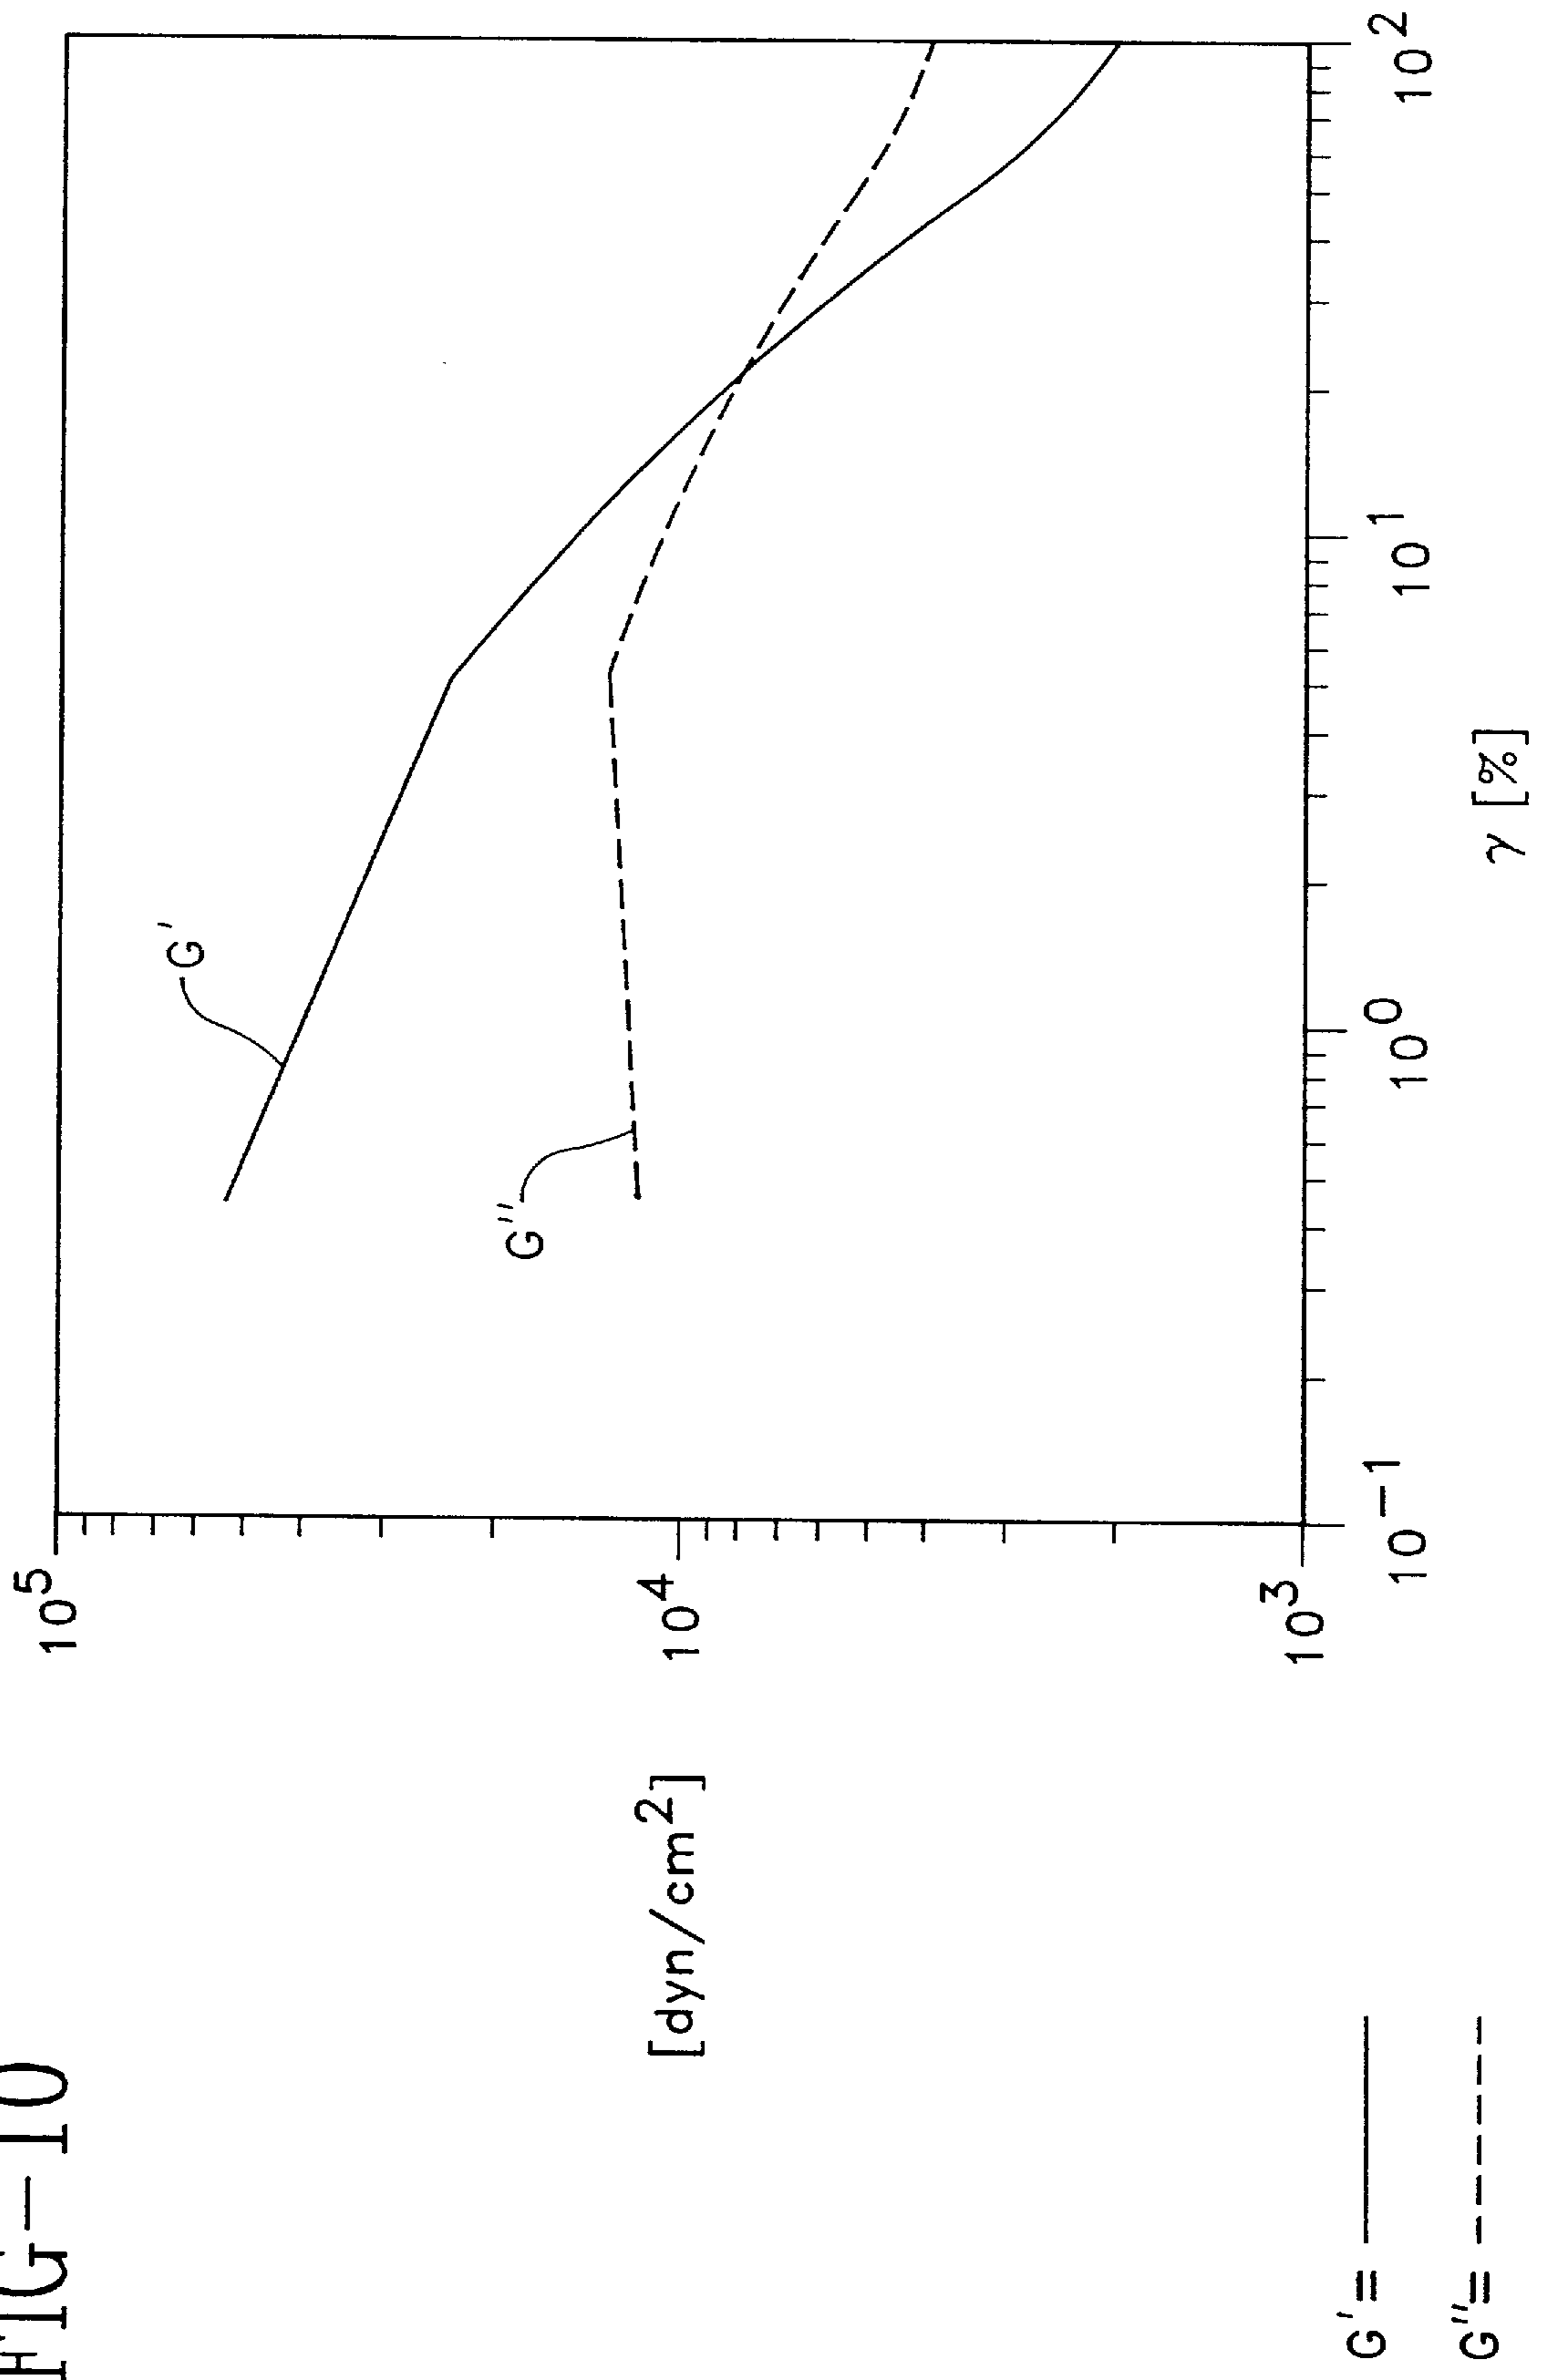 FIG-10
10^5
10^4
10^3
[dyn/cm^2]
G'
G''
10^-1
10^0
10^1
10^2
γ [%]
G'=
G''=